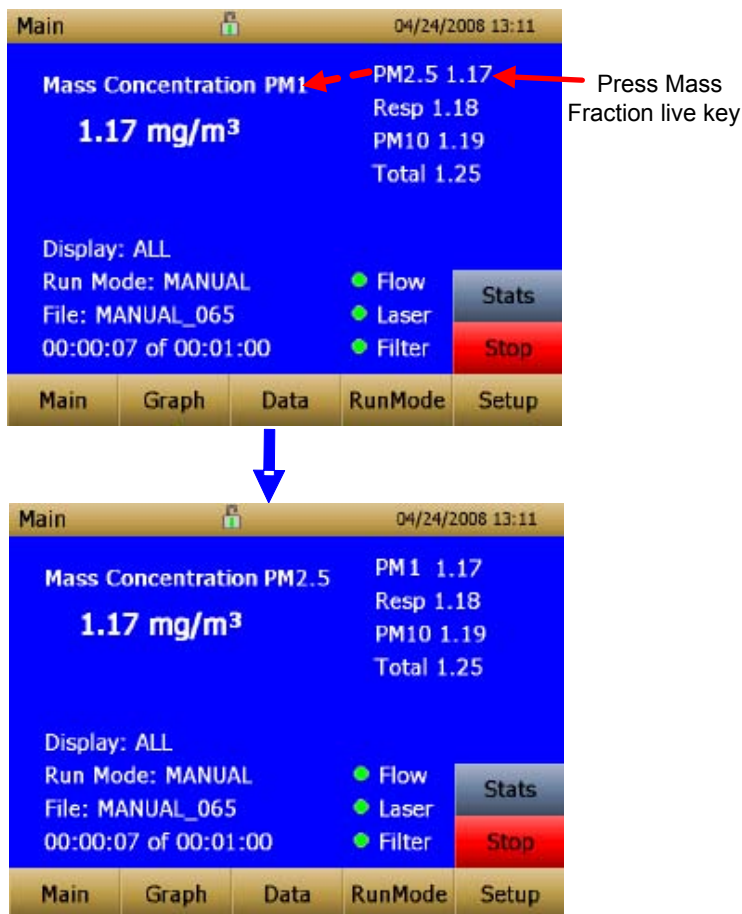 Main 04/24/2008 13:11
Mass Concentration PM1
1.17 mg/m³
PM2.5 1.17
Resp 1.18
PM10 1.19
Total 1.25
Press Mass
Fraction live key
Display: ALL
Run Mode: MANUAL
File: MANUAL_065
00:00:07 of 00:01:00
Flow
Laser
Filter
Stats
Stop
Main Graph Data RunMode Setup
Main 04/24/2008 13:11
Mass Concentration PM2.5
1.17 mg/m³
PM1 1.17
Resp 1.18
PM10 1.19
Total 1.25
Display: ALL
Run Mode: MANUAL
File: MANUAL_065
00:00:07 of 00:01:00
Flow
Laser
Filter
Stats
Stop
Main Graph Data RunMode Setup